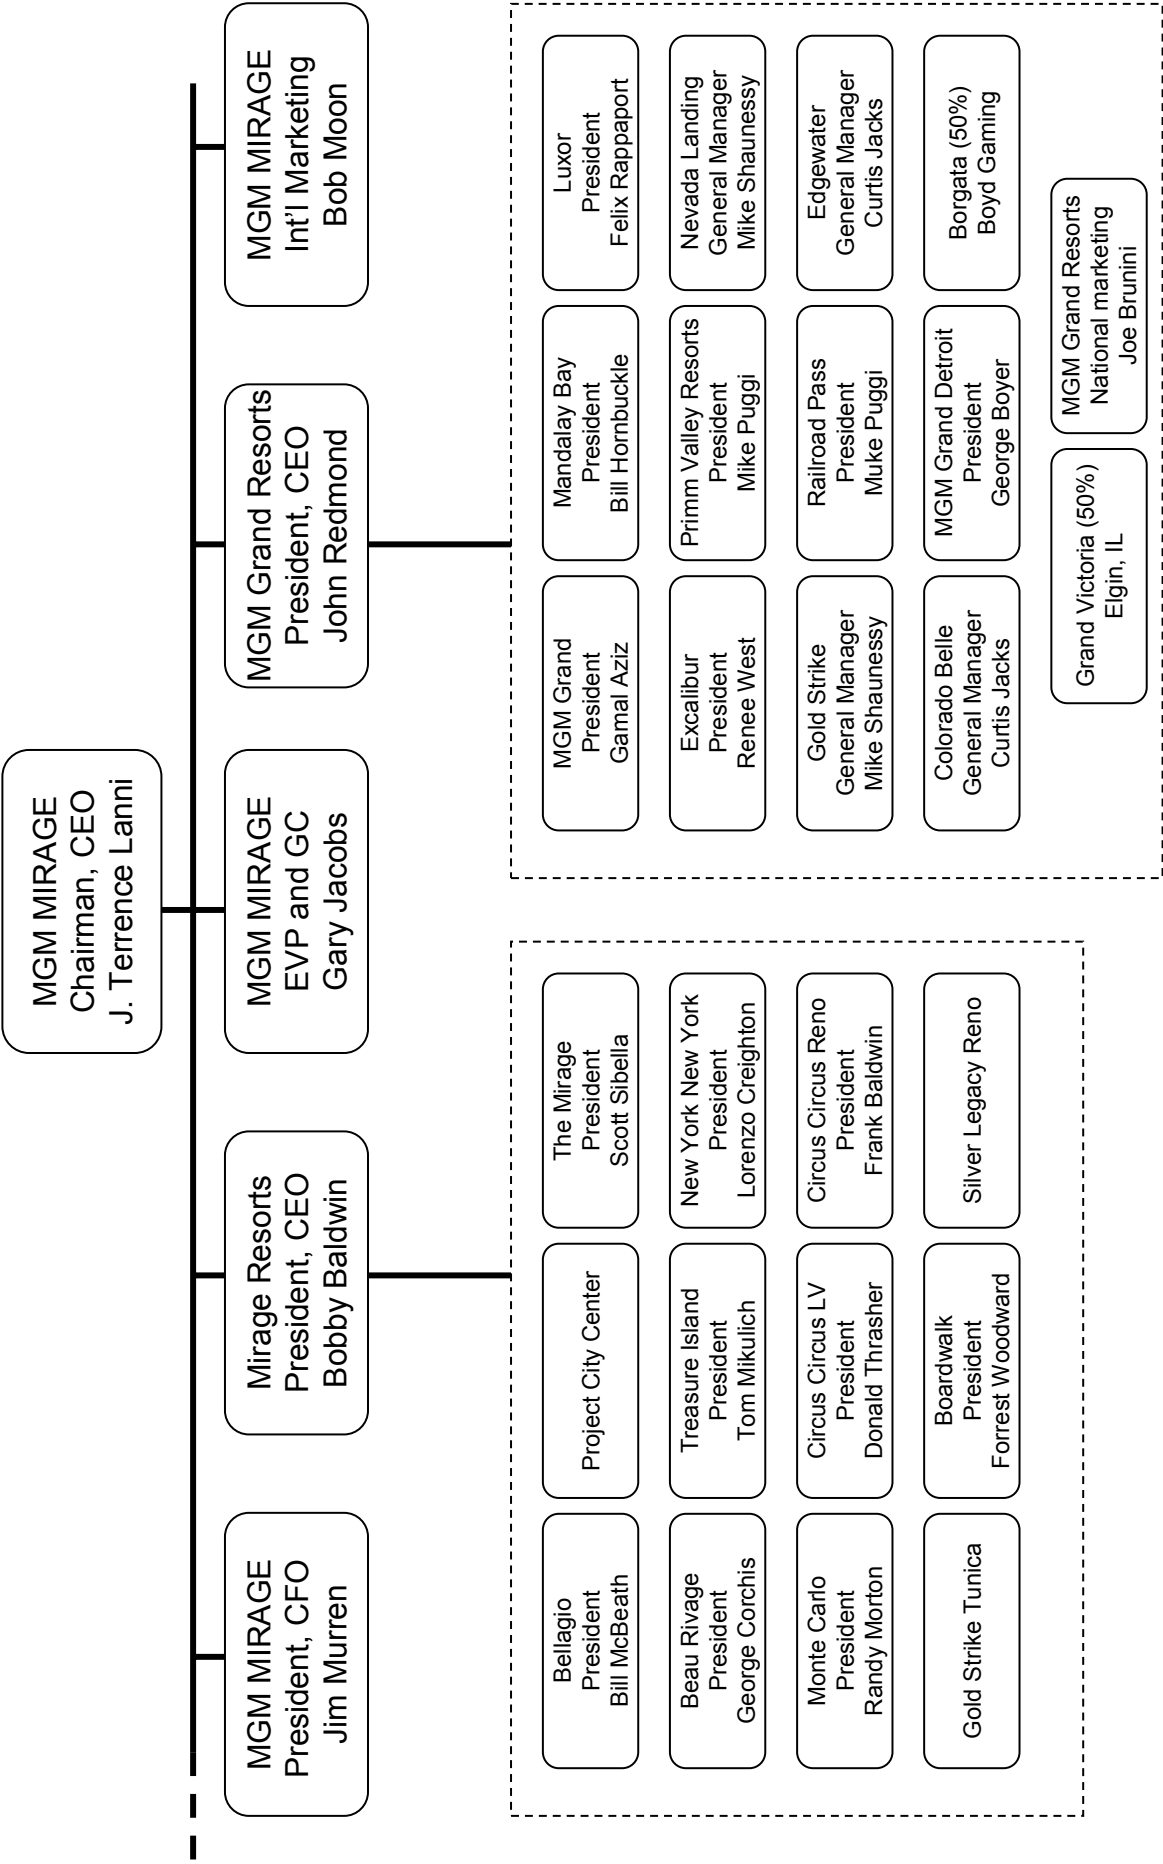 MGM MIRAGE
Chairman, CEO
J. Terrence Lanni
MGM MIRAGE
President, CFO
Jim Murren
Mirage Resorts
President, CEO
Bobby Baldwin
MGM MIRAGE
EVP and GC
Gary Jacobs
MGM Grand Resorts
President, CEO
John Redmond
MGM MIRAGE
Int'l Marketing
Bob Moon
Bellagio
President
Bill McBeath
Project City Center
The Mirage
President
Scott Sibella
Beau Rivage
President
George Corchis
Treasure Island
President
Tom Mikulich
New York New York
President
Lorenzo Creighton
Monte Carlo
President
Randy Morton
Circus Circus LV
President
Donald Thrasher
Circus Circus Reno
President
Frank Baldwin
Gold Strike Tunica
Boardwalk
President
Forrest Woodward
Silver Legacy Reno
MGM Grand
President
Gamal Aziz
Mandalay Bay
President
Bill Hornbuckle
Luxor
President
Felix Rappaport
Excalibur
President
Renee West
Primm Valley Resorts
President
Mike Puggi
Nevada Landing
General Manager
Mike Shaunessy
Gold Strike
General Manager
Mike Shaunessy
Railroad Pass
President
Muke Puggi
Edgewater
General Manager
Curtis Jacks
Colorado Belle
General Manager
Curtis Jacks
MGM Grand Detroit
President
George Boyer
Borgata (50%)
Boyd Gaming
Grand Victoria (50%)
Elgin, IL
MGM Grand Resorts
National marketing
Joe Brunini